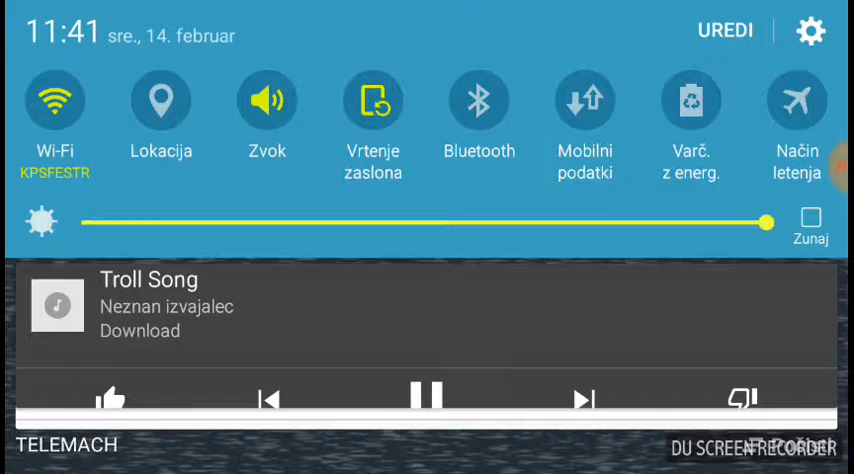 11:41 sre., 14. februar UREDI
Wi-Fi Lokacija Zvok Vrtenje zaslona Bluetooth Mobilni podatki Varč. z energ. Način letenja
KPSFESTR
Zunaj
Troll Song
Neznan izvajalec
Download
TELEMACH
DU SCREEN RECORDER